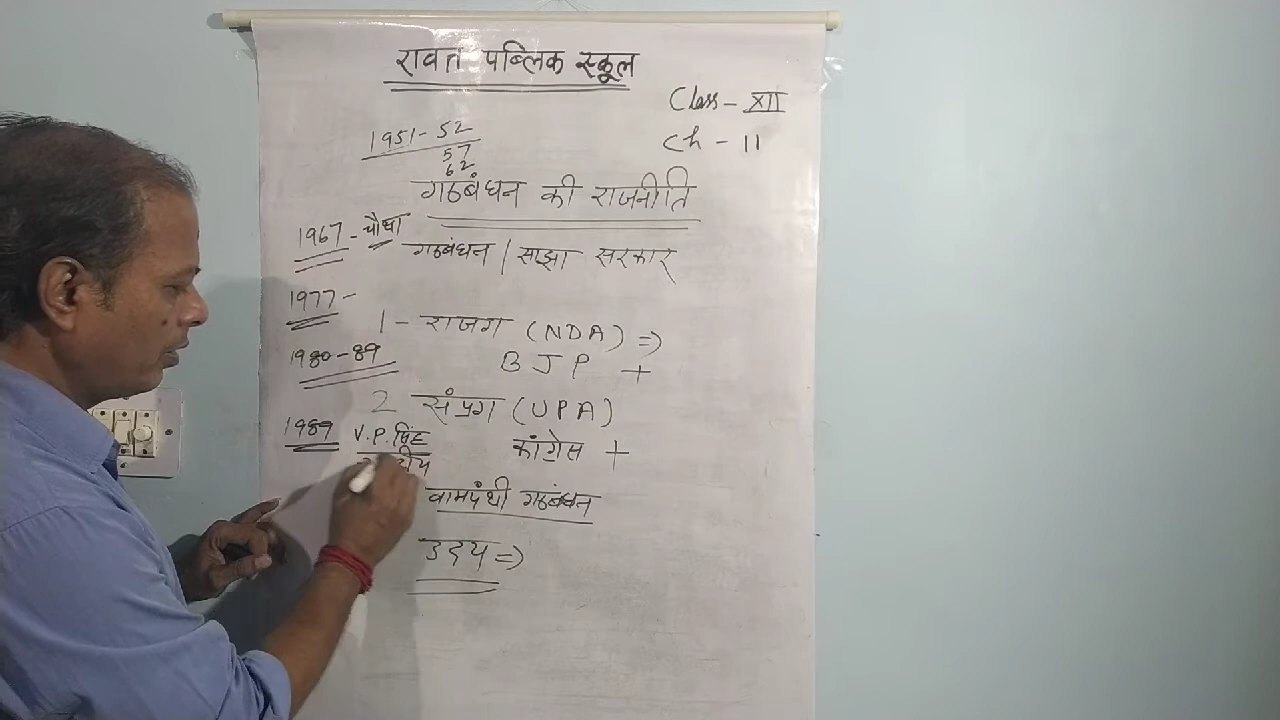 रावत पब्लिक स्कूल
Class - XII
Ch - 11
1951-52
57
62
गठबंधन की राजनीति
1967 - चौथा
गठबंधन / साझा सरकार
1977 -
1 - राजग (NDA) =>
BJP +
1980-89
2 संप्रग (UPA)
कांग्रेस +
1989 V.P. सिंह
वामपंथी गठबंधन
उदय =>